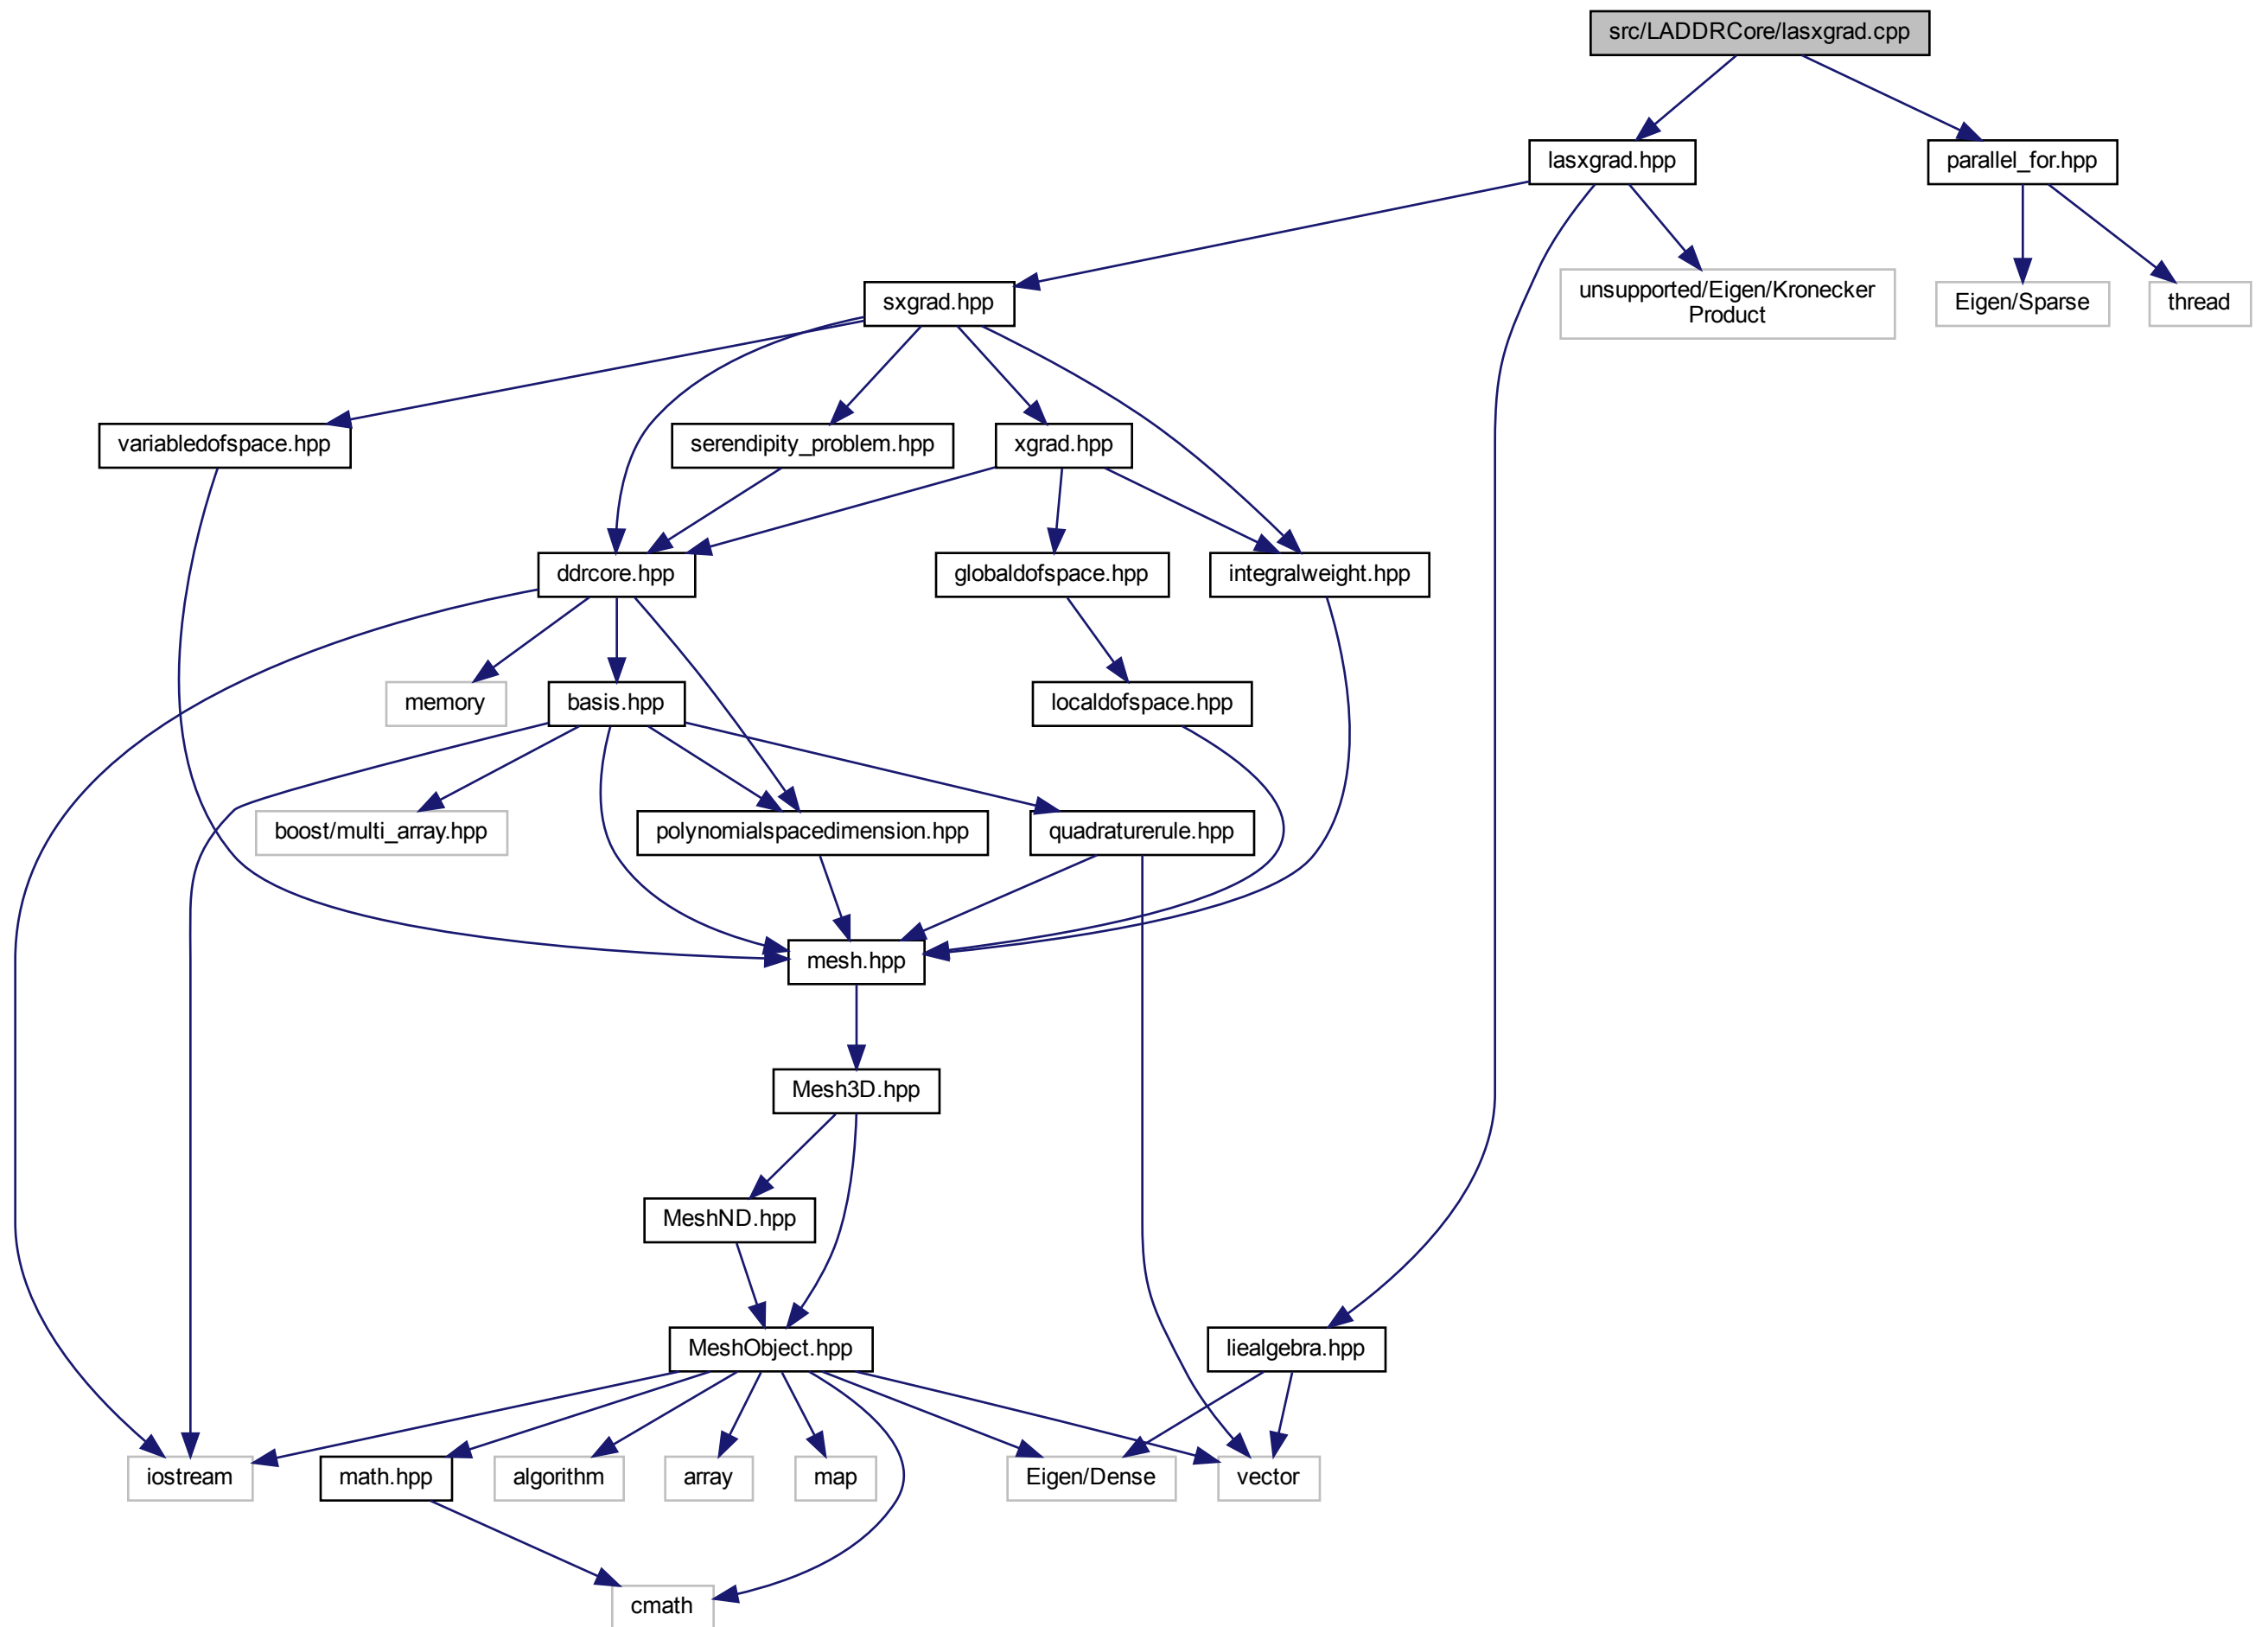 src/LADDRCore/lasxgrad.cpp
lasxgrad.hpp
parallel_for.hpp
sxgrad.hpp
unsupported/Eigen/Kronecker
Product
Eigen/Sparse
thread
variabledofspace.hpp
serendipity_problem.hpp
xgrad.hpp
ddrcore.hpp
globaldofspace.hpp
integralweight.hpp
memory
basis.hpp
localdofspace.hpp
boost/multi_array.hpp
polynomialspacedimension.hpp
quadraturerule.hpp
mesh.hpp
Mesh3D.hpp
MeshND.hpp
MeshObject.hpp
liealgebra.hpp
iostream
math.hpp
algorithm
array
map
Eigen/Dense
vector
cmath